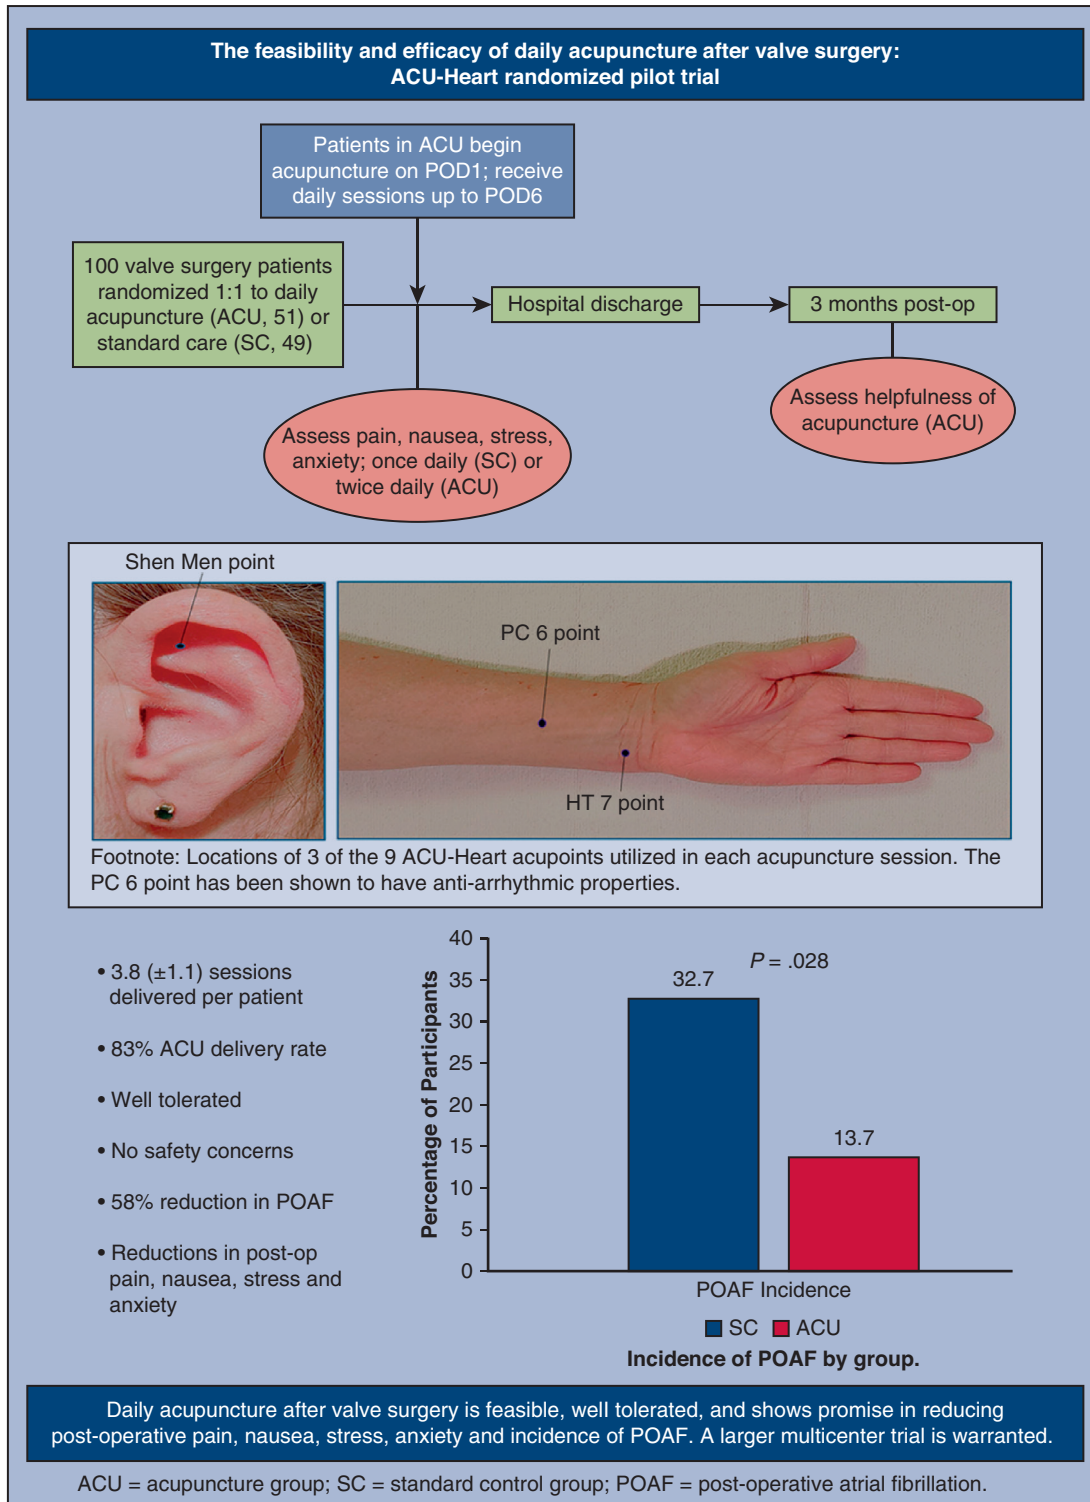 The feasibility and efficacy of daily acupuncture after valve surgery:
ACU-Heart randomized pilot trial
Patients in ACU begin
acupuncture on POD1; receive
daily sessions up to POD6
100 valve surgery patients
randomized 1:1 to daily
acupuncture (ACU, 51) or
standard care (SC, 49)
Hospital discharge
3 months post-op
Assess pain, nausea, stress,
anxiety; once daily (SC) or
twice daily (ACU)
Assess helpfulness of
acupuncture (ACU)
Shen Men point
PC 6 point
HT 7 point
Footnote: Locations of 3 of the 9 ACU-Heart acupoints utilized in each acupuncture session. The
PC 6 point has been shown to have anti-arrhythmic properties.
• 3.8 (±1.1) sessions
delivered per patient
• 83% ACU delivery rate
• Well tolerated
• No safety concerns
• 58% reduction in POAF
• Reductions in post-op
pain, nausea, stress and
anxiety
Percentage of Participants
40
35
30
25
20
15
10
5
0
P = .028
32.7
13.7
POAF Incidence
SC ACU
Incidence of POAF by group.
Daily acupuncture after valve surgery is feasible, well tolerated, and shows promise in reducing
post-operative pain, nausea, stress, anxiety and incidence of POAF. A larger multicenter trial is warranted.
ACU = acupuncture group; SC = standard control group; POAF = post-operative atrial fibrillation.